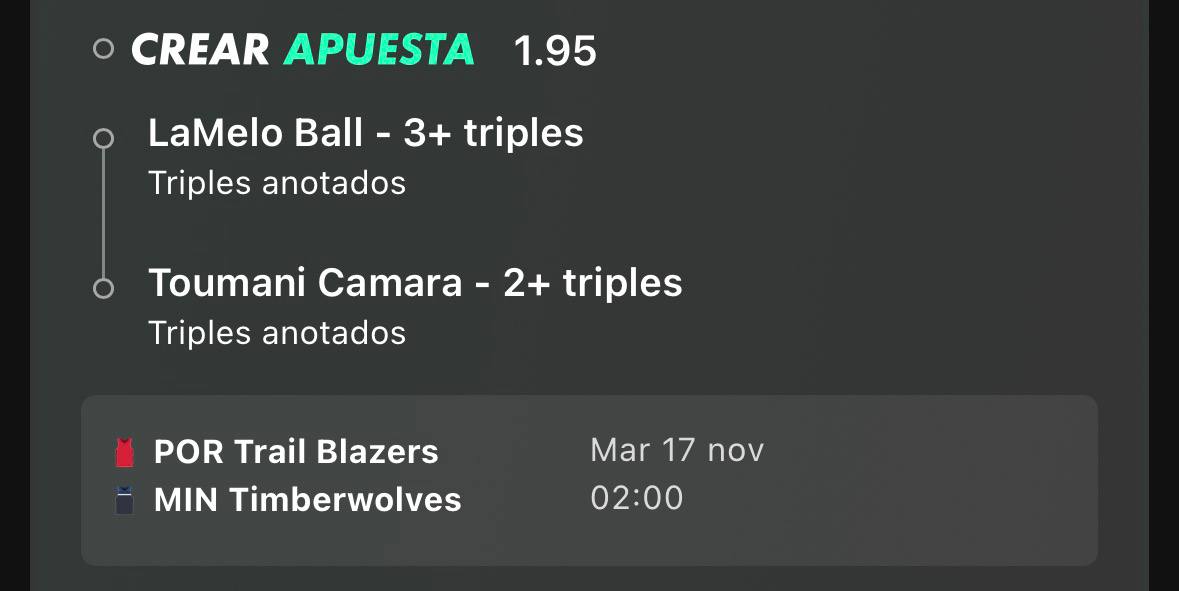 CREAR APUESTA 1.95
LaMelo Ball - 3+ triples
Triples anotados
Toumani Camara - 2+ triples
Triples anotados
POR Trail Blazers Mar 17 nov
MIN Timberwolves 02:00